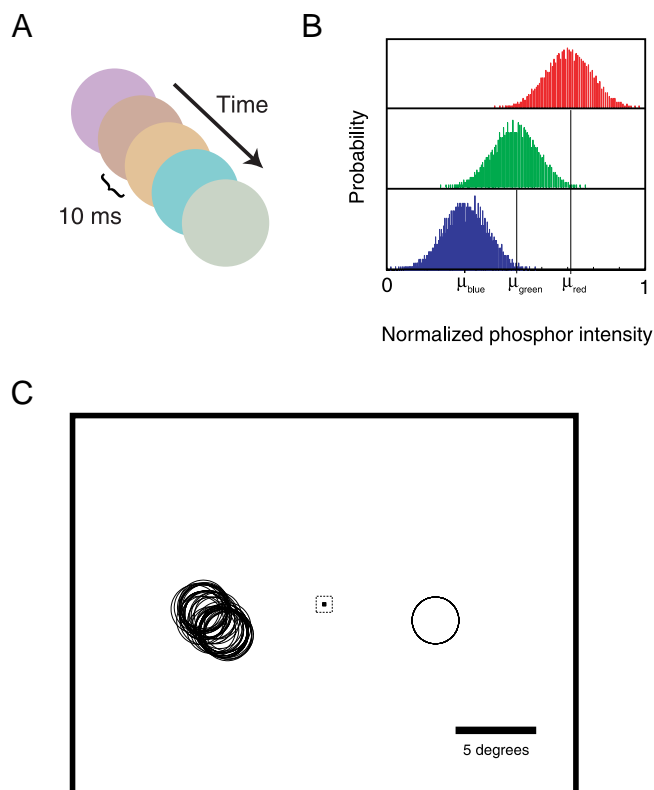 A
Time
10 ms
B
Probability
0 μblue μgreen μred 1
Normalized phosphor intensity
C
5 degrees